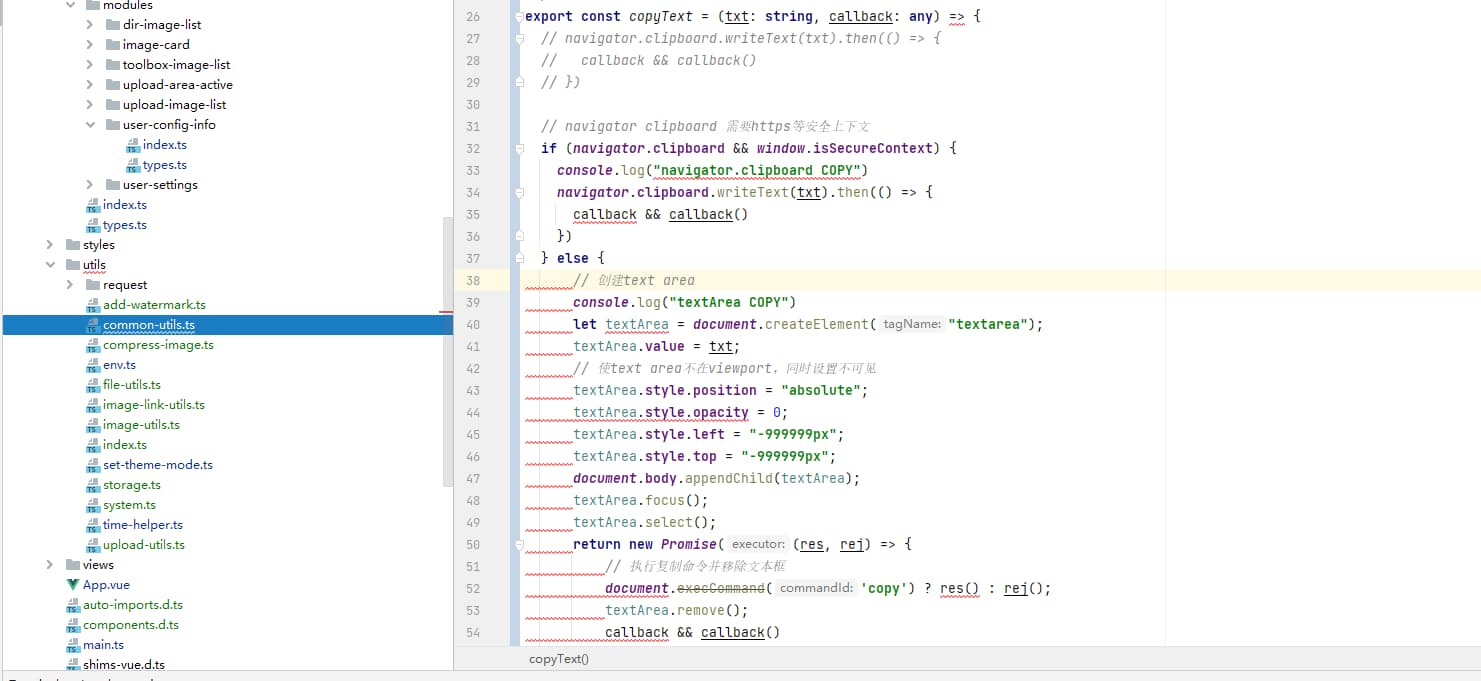 modules
dir-image-list
image-card
toolbox-image-list
upload-area-active
upload-image-list
user-config-info
index.ts
types.ts
user-settings
index.ts
types.ts
styles
utils
request
add-watermark.ts
common-utils.ts
compress-image.ts
env.ts
file-utils.ts
image-link-utils.ts
image-utils.ts
index.ts
set-theme-mode.ts
storage.ts
system.ts
time-helper.ts
upload-utils.ts
views
App.vue
auto-imports.d.ts
components.d.ts
main.ts
shims-vue.d.ts
26 export const copyText = (txt: string, callback: any) => {
27 // navigator.clipboard.writeText(txt).then(() => {
28 //   callback && callback()
29 // })
30
31 // navigator clipboard 需要https等安全上下文
32 if (navigator.clipboard && window.isSecureContext) {
33 console.log("navigator.clipboard COPY")
34 navigator.clipboard.writeText(txt).then(() => {
35 callback && callback()
36 })
37 } else {
38 // 创建text area
39 console.log("textArea COPY")
40 let textArea = document.createElement( tagName: "textarea");
41 textArea.value = txt;
42 // 使text area不在viewport，同时设置不可见
43 textArea.style.position = "absolute";
44 textArea.style.opacity = 0;
45 textArea.style.left = "-999999px";
46 textArea.style.top = "-999999px";
47 document.body.appendChild(textArea);
48 textArea.focus();
49 textArea.select();
50 return new Promise( executor: (res, rej) => {
51 // 执行复制命令并移除文本框
52 document.execCommand( commandId: 'copy') ? res() : rej();
53 textArea.remove();
54 callback && callback()
copyText()